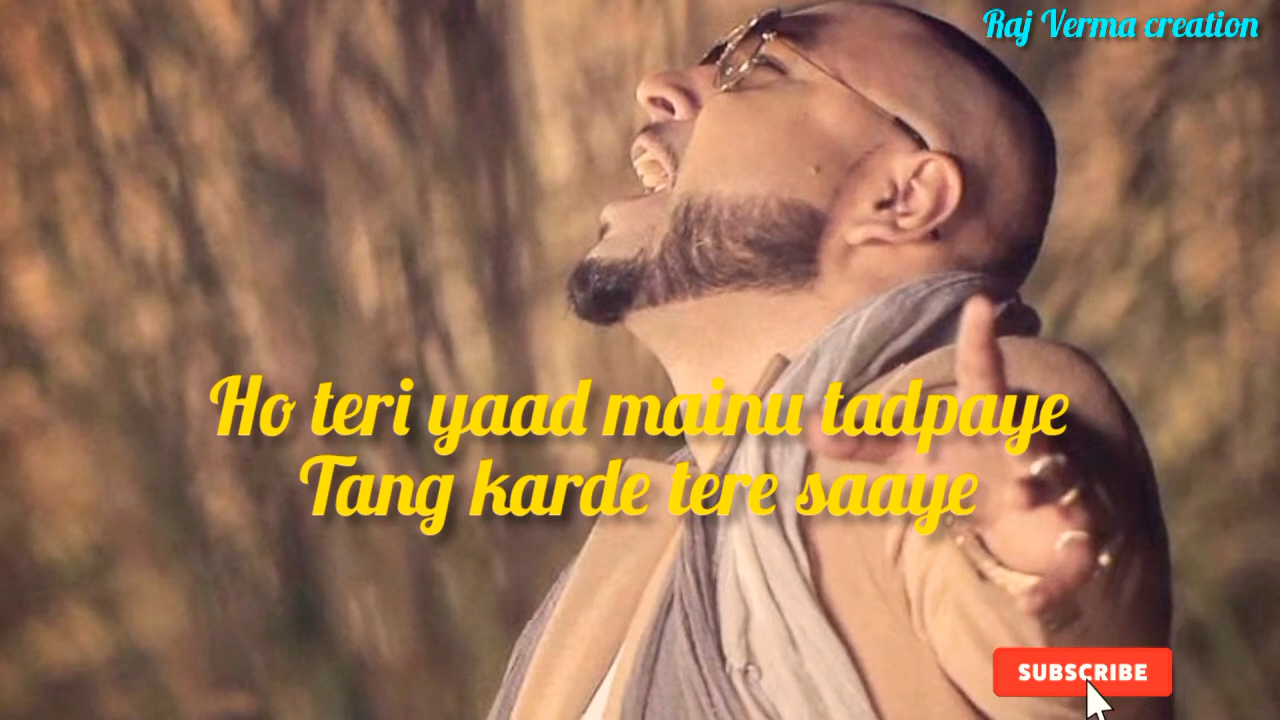 Raj Verma creation
Ho teri yaad mainu tadpaye
Tang karde tere saaye
SUBSCRIBE